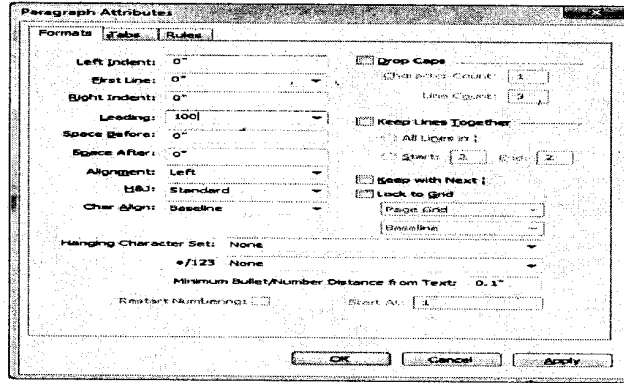 Paragraph Attributes
Formats Tabs Rules
Left Indent: 0"
First Line: 0"
Right Indent: 0"
Leading: 100
Space Before: 0"
Space After: 0"
Alignment: Left
H&J: Standard
Char Align: Baseline
Drop Caps
Character Count: 1
Line Count: 3
Keep Lines Together
All Lines in ¶
Start: 2 End: 2
Keep with Next ¶
Lock to Grid
Page Grid
Baseline
Hanging Character Set: None
•/123 None
Minimum Bullet/Number Distance from Text: 0.1"
Restart Numbering: Start At: 1
OK Cancel Apply